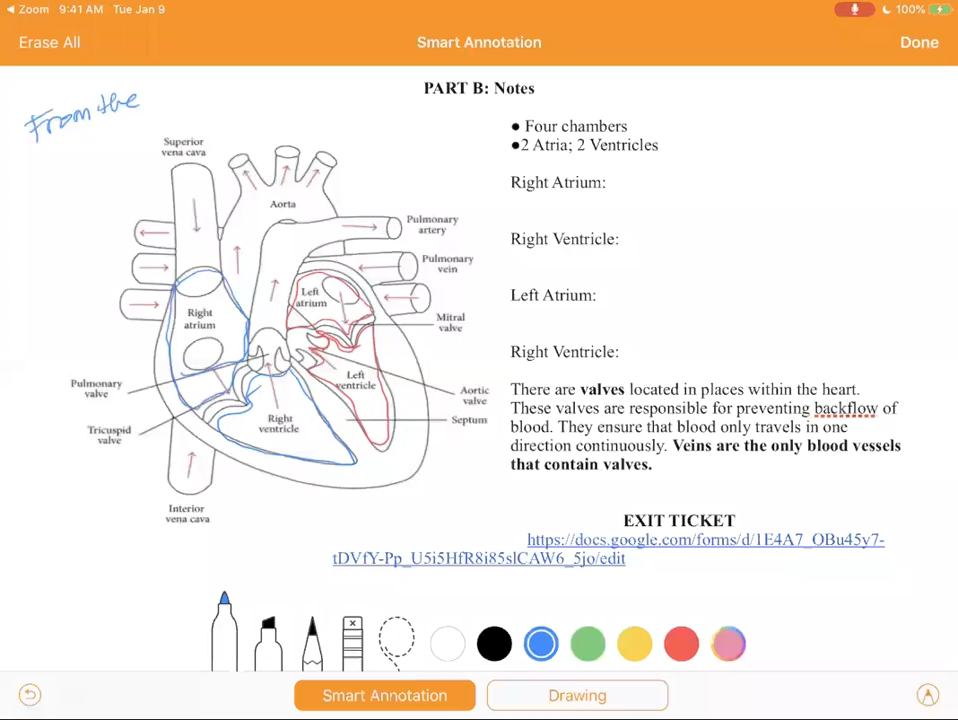 Zoom 9:41 AM Tue Jan 9
100%
Erase All
Smart Annotation
Done
PART B: Notes
From the
Superior
vena cava
Aorta
Pulmonary
artery
Pulmonary
vein
Left
atrium
Right
atrium
Mitral
valve
Pulmonary
valve
Left
ventricle
Aortic
valve
Right
ventricle
Septum
Tricuspid
valve
Interior
vena cava
● Four chambers
●2 Atria; 2 Ventricles
Right Atrium:
Right Ventricle:
Left Atrium:
Right Ventricle:
There are valves located in places within the heart.
These valves are responsible for preventing backflow of
blood. They ensure that blood only travels in one
direction continuously. Veins are the only blood vessels
that contain valves.
EXIT TICKET
https://docs.google.com/forms/d/1E4A7_OBu45y7-
tDVfY-Pp_U5i5HfR8i85slCAW6_5jo/edit
Smart Annotation
Drawing